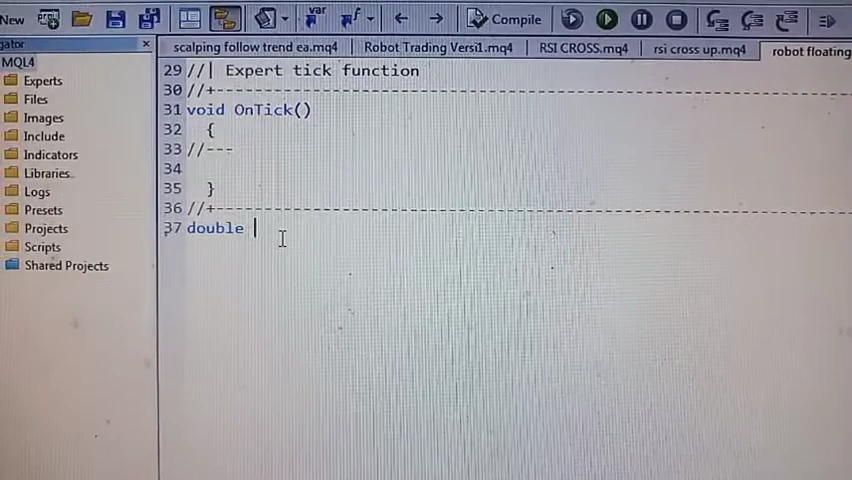 New
Compile
gator
scalping follow trend ea.mq4
Robot Trading Versi1.mq4
RSI CROSS.mq4
rsi cross up.mq4
robot floating
MQL4
Experts
Files
Images
Include
Indicators
Libraries
Logs
Presets
Projects
Scripts
Shared Projects
29 //| Expert tick function
30 //+------------------------------------------------------------------
31 void OnTick()
32 {
33 //---
34
35 }
36 //+------------------------------------------------------------------
37 double